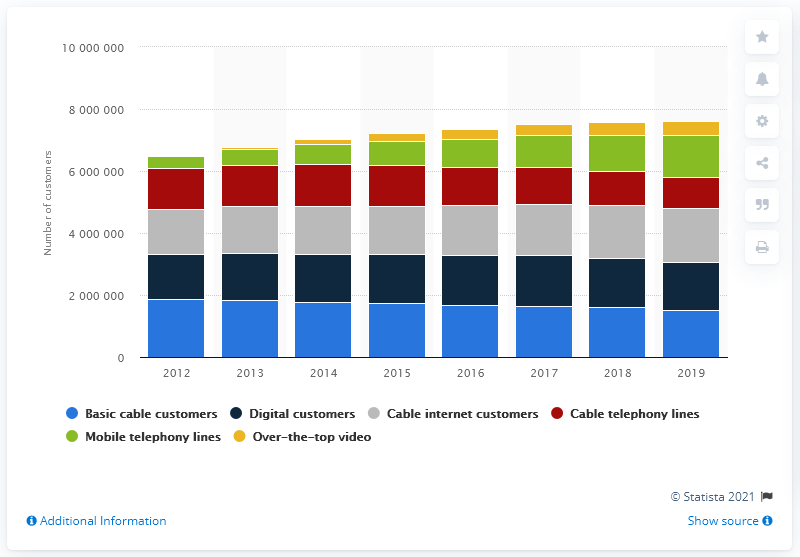 10 000 000
8 000 000
6 000 000
4 000 000
2 000 000
0
Number of customers
2012 2013 2014 2015 2016 2017 2018 2019
Basic cable customers Digital customers Cable internet customers Cable telephony lines
Mobile telephony lines Over-the-top video
© Statista 2021
Additional Information Show source